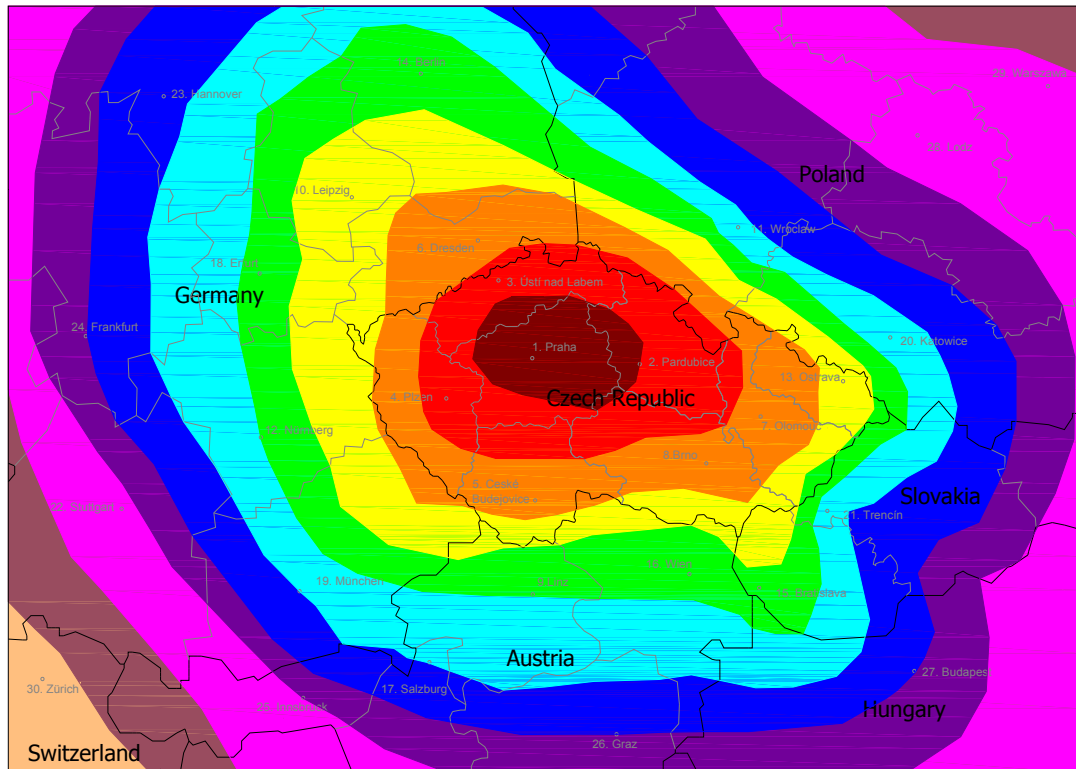 14. Berlin
29. Warszawa
23. Hannover
28. Lodz
Poland
10. Leipzig
11. Wroclaw
6. Dresden
18. Erfurt
3. Ústí nad Labem
Germany
24. Frankfurt
20. Katowice
1. Praha
2. Pardubice
13. Ostrava
4. Plzen
Czech Republic
7. Olomouc
12. Nürnberg
8.Brno
5. Ceské
Budejovice
Slovakia
22. Stuttgart
21. Trencín
16. Wien
19. München
9.Linz
15. Bratislava
Austria
27. Budapest
30. Zürich
17. Salzburg
25. Innsbruck
Hungary
26. Graz
Switzerland